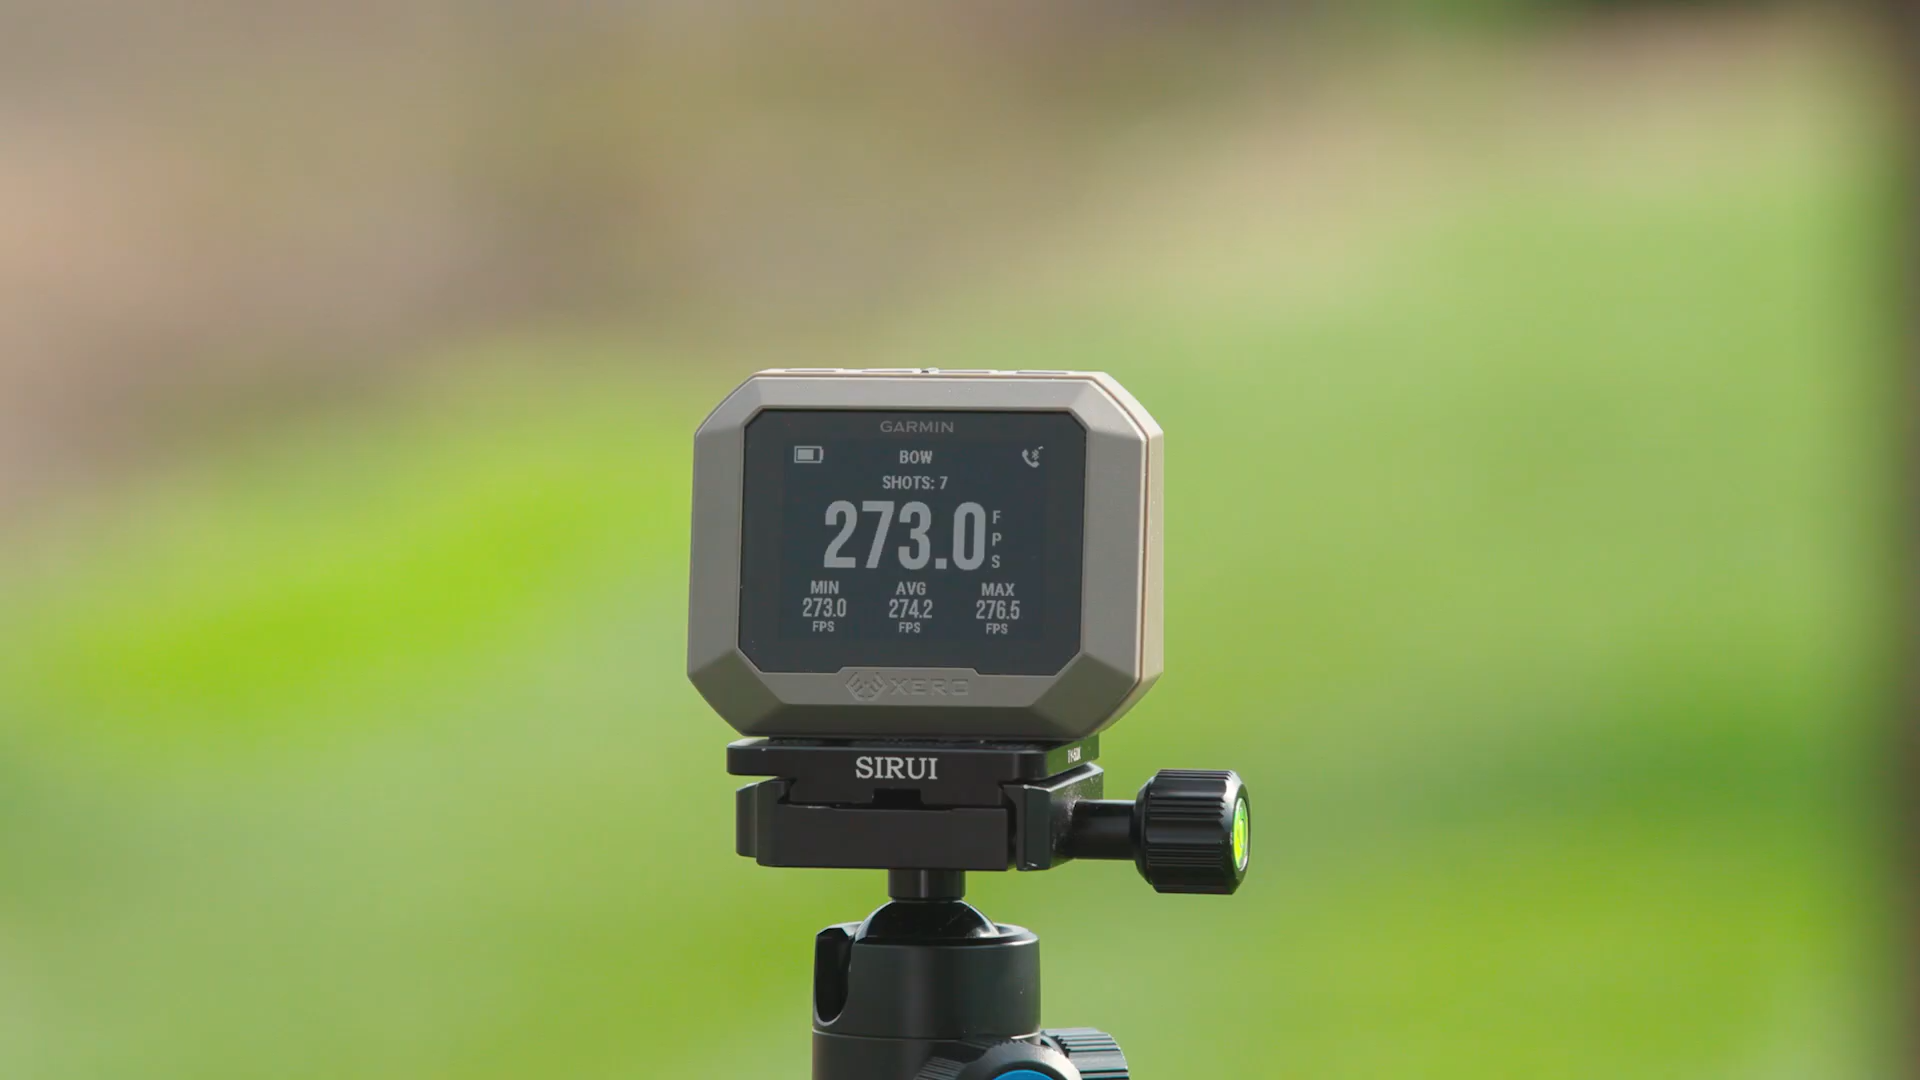 GARMIN
BOW
SHOTS: 7
273.0 FPS
MIN AVG MAX
273.0 274.2 276.5
FPS FPS FPS
XERO
SIRUI